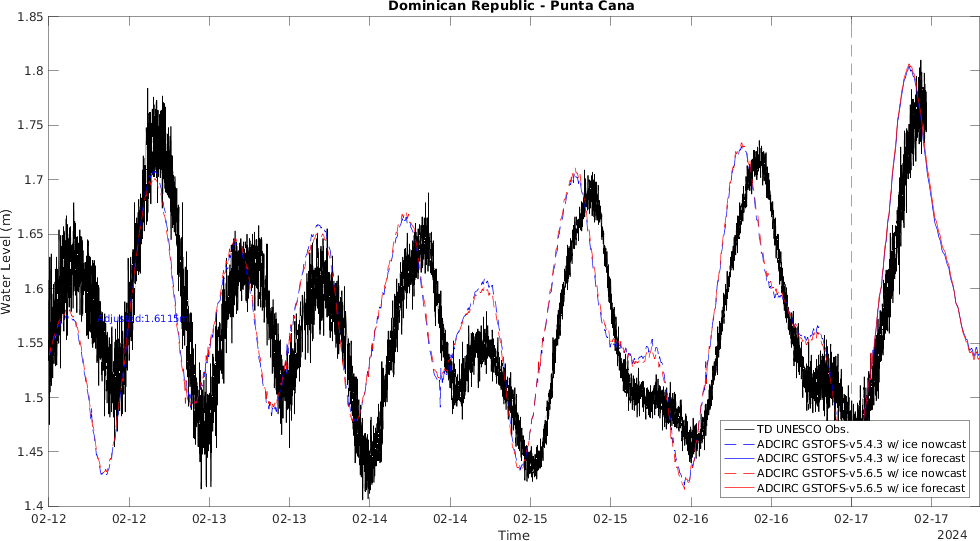 Dominican Republic - Punta Cana
1.85
1.8
1.75
1.7
1.65
1.6
1.55
1.5
1.45
1.4
Water Level (m)
TD UNESCO Obs.
ADCIRC GSTOFS-v5.4.3 w/ ice nowcast
ADCIRC GSTOFS-v5.4.3 w/ ice forecast
ADCIRC GSTOFS-v5.6.5 w/ ice nowcast
ADCIRC GSTOFS-v5.6.5 w/ ice forecast
02-12 02-12 02-13 02-13 02-14 02-14 02-15 02-15 02-16 02-16 02-17 02-17
Time
2024